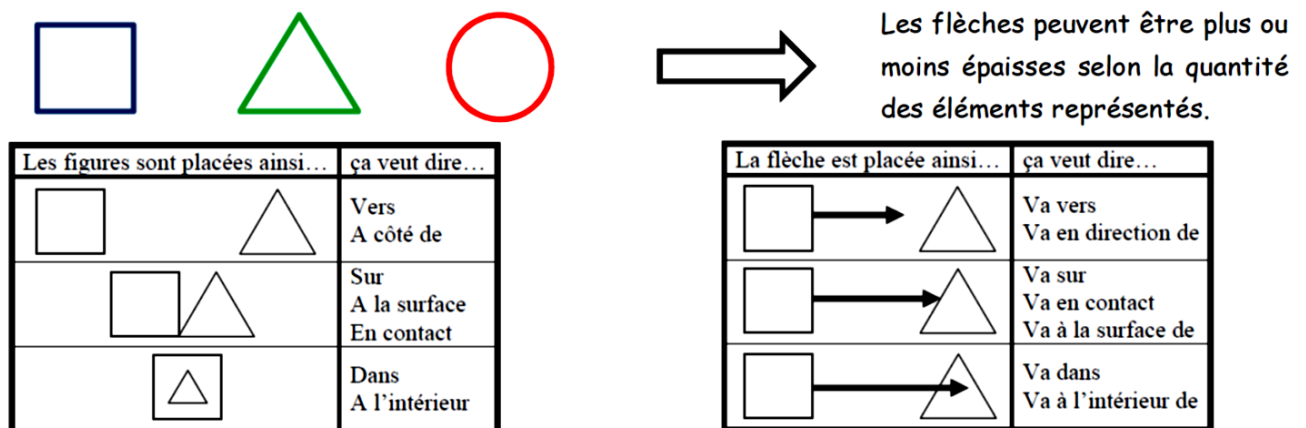 Les flèches peuvent être plus ou
moins épaisses selon la quantité
des éléments représentés.
Les figures sont placées ainsi...
ça veut dire...
Vers
A côté de
Sur
A la surface
En contact
Dans
A l'intérieur
La flèche est placée ainsi...
ça veut dire...
Va vers
Va en direction de
Va sur
Va en contact
Va à la surface de
Va dans
Va à l'intérieur de